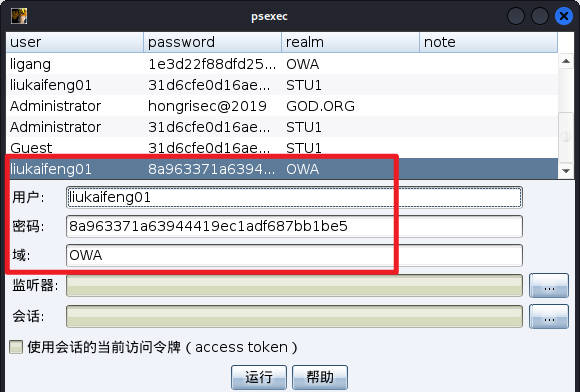 psexec
user password realm note
ligang 1e3d22f88dfd25... OWA
liukaifeng01 31d6cfe0d16ae... STU1
Administrator hongrisec@2019 GOD.ORG
Administrator 31d6cfe0d16ae... STU1
Guest 31d6cfe0d16ae... STU1
liukaifeng01 8a963371a6394... OWA
用户: liukaifeng01
密码: 8a963371a63944419ec1adf687bb1be5
域: OWA
监听器: ...
会话: ...
使用会话的当前访问令牌（access token）
运行 帮助